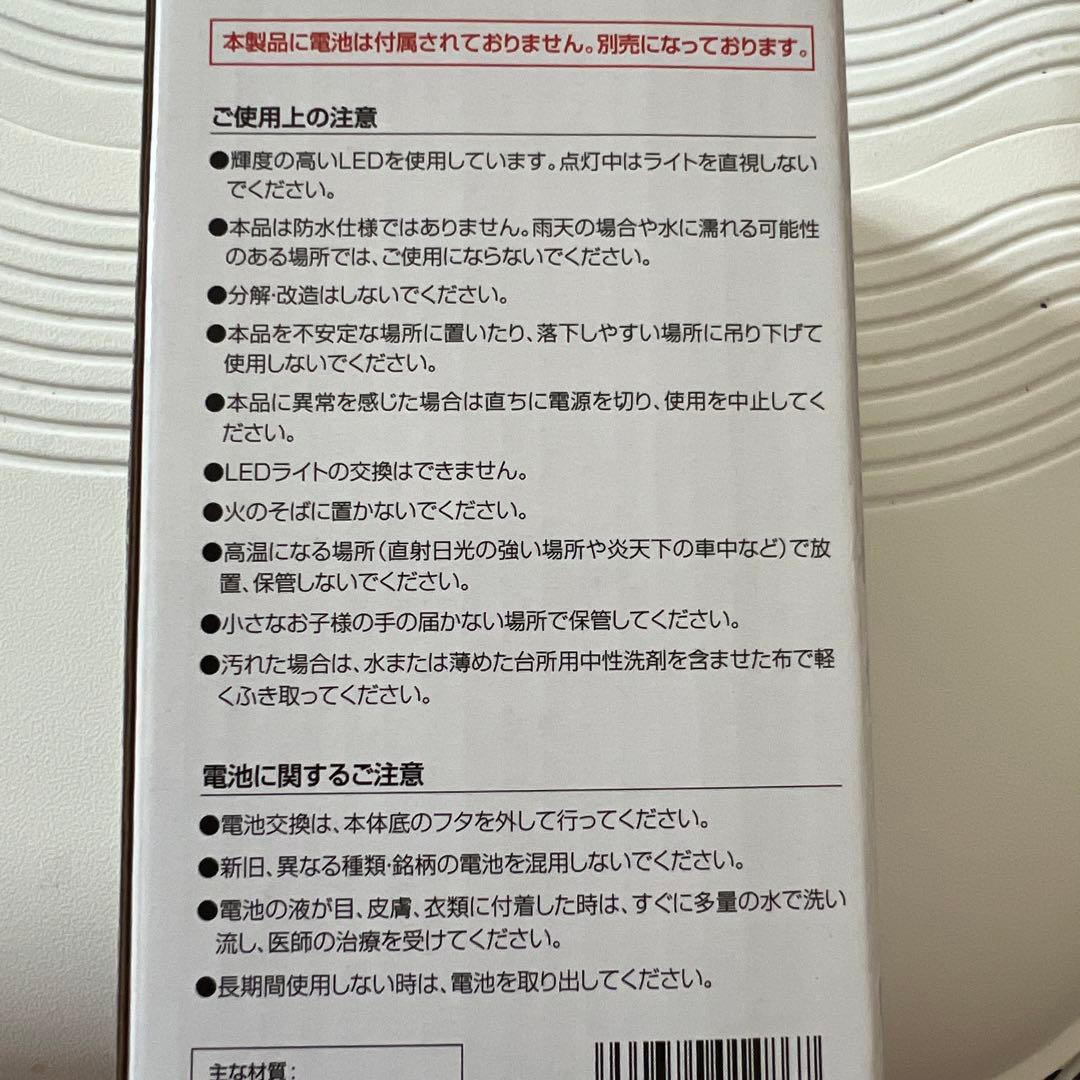 本製品に電池は付属されておりません。別売になっております。
ご使用上の注意
●輝度の高いLEDを使用しています。点灯中はライトを直視しない
でください。
●本品は防水仕様ではありません。雨天の場合や水に濡れる可能性
のある場所では、ご使用にならないでください。
●分解・改造はしないでください。
●本品を不安定な場所に置いたり、落下しやすい場所に吊り下げて
使用しないでください。
●本品に異常を感じた場合は直ちに電源を切り、使用を中止してく
ださい。
●LEDライトの交換はできません。
●火のそばに置かないでください。
●高温になる場所(直射日光の強い場所や炎天下の車中など)で放
置、保管しないでください。
●小さなお子様の手の届かない場所で保管してください。
●汚れた場合は、水または薄めた台所用中性洗剤を含ませた布で軽
くふき取ってください。
電池に関するご注意
●電池交換は、本体底のフタを外して行ってください。
●新旧、異なる種類・銘柄の電池を混用しないでください。
●電池の液が目、皮膚、衣類に付着した時は、すぐに多量の水で洗い
流し、医師の治療を受けてください。
●長期間使用しない時は、電池を取り出してください。
主な材質: